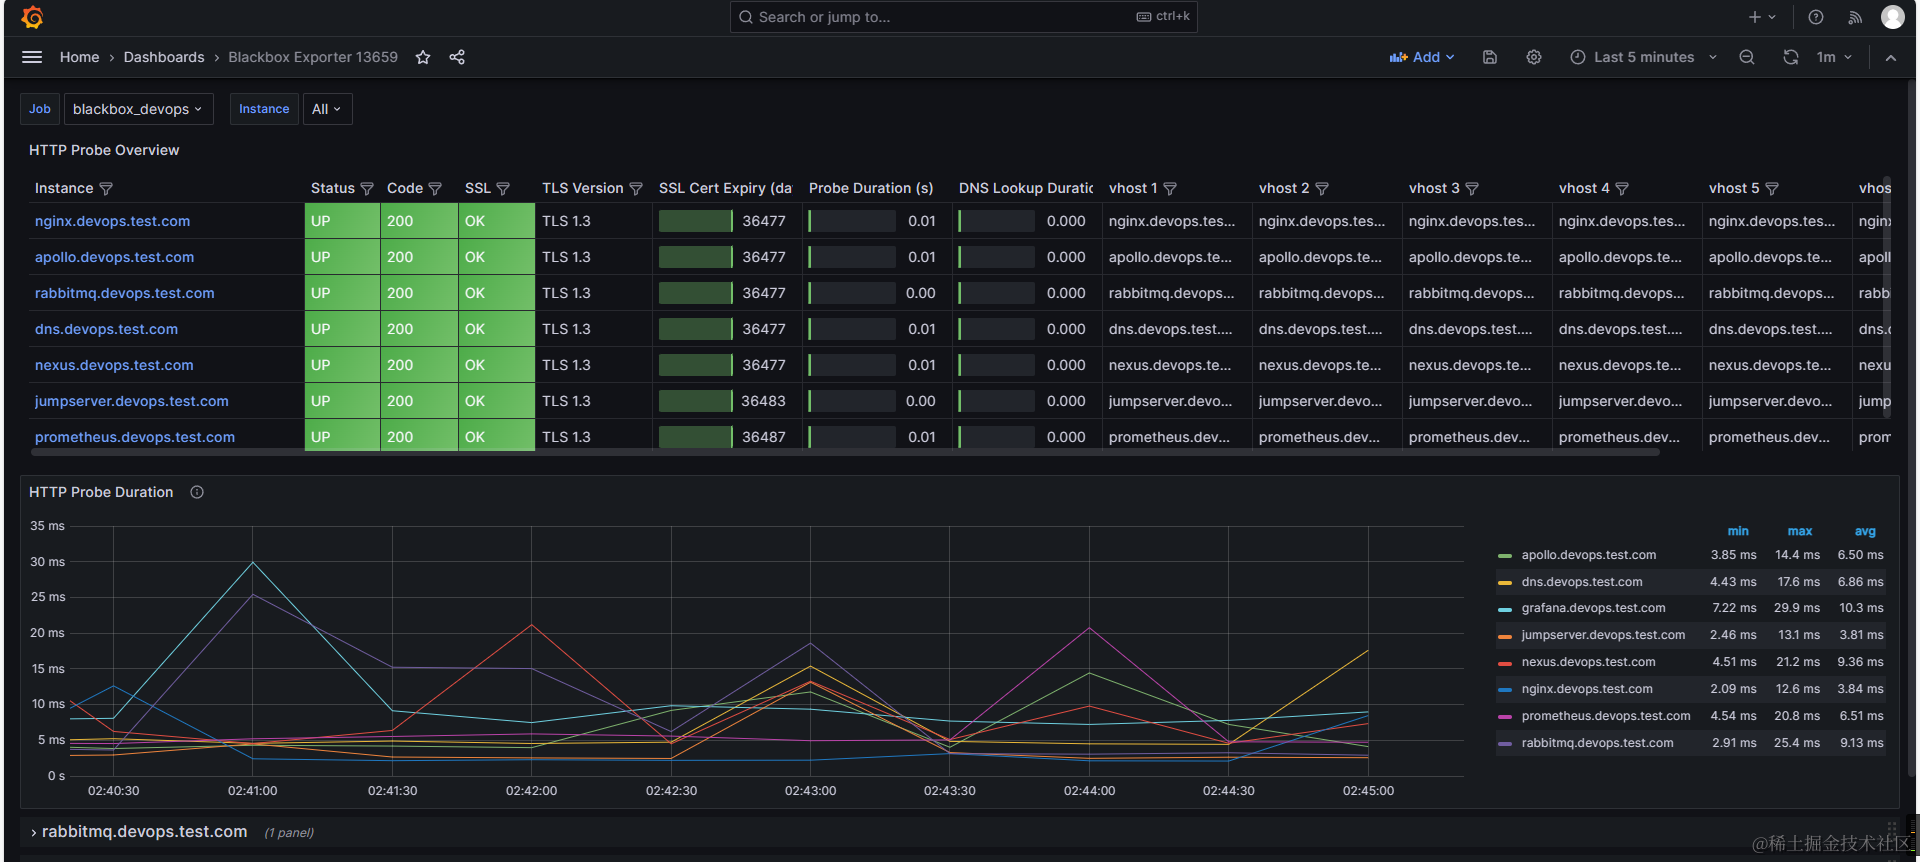 Search or jump to... ctrl+k
Home › Dashboards › Blackbox Exporter 13659 Add Last 5 minutes 1m
Job blackbox_devops Instance All
HTTP Probe Overview
Instance Status Code SSL TLS Version SSL Cert Expiry (da Probe Duration (s) DNS Lookup Duratic vhost 1 vhost 2 vhost 3 vhost 4 vhost 5 vhos
nginx.devops.test.com UP 200 OK TLS 1.3 36477 0.01 0.000 nginx.devops.tes... nginx.devops.tes... nginx.devops.tes... nginx.devops.tes... nginx.devops.tes... nginx
apollo.devops.test.com UP 200 OK TLS 1.3 36477 0.01 0.000 apollo.devops.te... apollo.devops.te... apollo.devops.te... apollo.devops.te... apollo.devops.te... apoll
rabbitmq.devops.test.com UP 200 OK TLS 1.3 36477 0.00 0.000 rabbitmq.devops... rabbitmq.devops... rabbitmq.devops... rabbitmq.devops... rabbitmq.devops... rabb
dns.devops.test.com UP 200 OK TLS 1.3 36477 0.01 0.000 dns.devops.test.... dns.devops.test.... dns.devops.test.... dns.devops.test.... dns.devops.test.... dns.
nexus.devops.test.com UP 200 OK TLS 1.3 36477 0.01 0.000 nexus.devops.te... nexus.devops.te... nexus.devops.te... nexus.devops.te... nexus.devops.te... nexu
jumpserver.devops.test.com UP 200 OK TLS 1.3 36483 0.00 0.000 jumpserver.devo... jumpserver.devo... jumpserver.devo... jumpserver.devo... jumpserver.devo... jump
prometheus.devops.test.com UP 200 OK TLS 1.3 36487 0.01 0.000 prometheus.dev... prometheus.dev... prometheus.dev... prometheus.dev... prometheus.dev... prom
HTTP Probe Duration
35 ms
30 ms
25 ms
20 ms
15 ms
10 ms
5 ms
0 s
02:40:30 02:41:00 02:41:30 02:42:00 02:42:30 02:43:00 02:43:30 02:44:00 02:44:30 02:45:00
min max avg
apollo.devops.test.com 3.85 ms 14.4 ms 6.50 ms
dns.devops.test.com 4.43 ms 17.6 ms 6.86 ms
grafana.devops.test.com 7.22 ms 29.9 ms 10.3 ms
jumpserver.devops.test.com 2.46 ms 13.1 ms 3.81 ms
nexus.devops.test.com 4.51 ms 21.2 ms 9.36 ms
nginx.devops.test.com 2.09 ms 12.6 ms 3.84 ms
prometheus.devops.test.com 4.54 ms 20.8 ms 6.51 ms
rabbitmq.devops.test.com 2.91 ms 25.4 ms 9.13 ms
› rabbitmq.devops.test.com (1 panel)
@稀土掘金技术社区